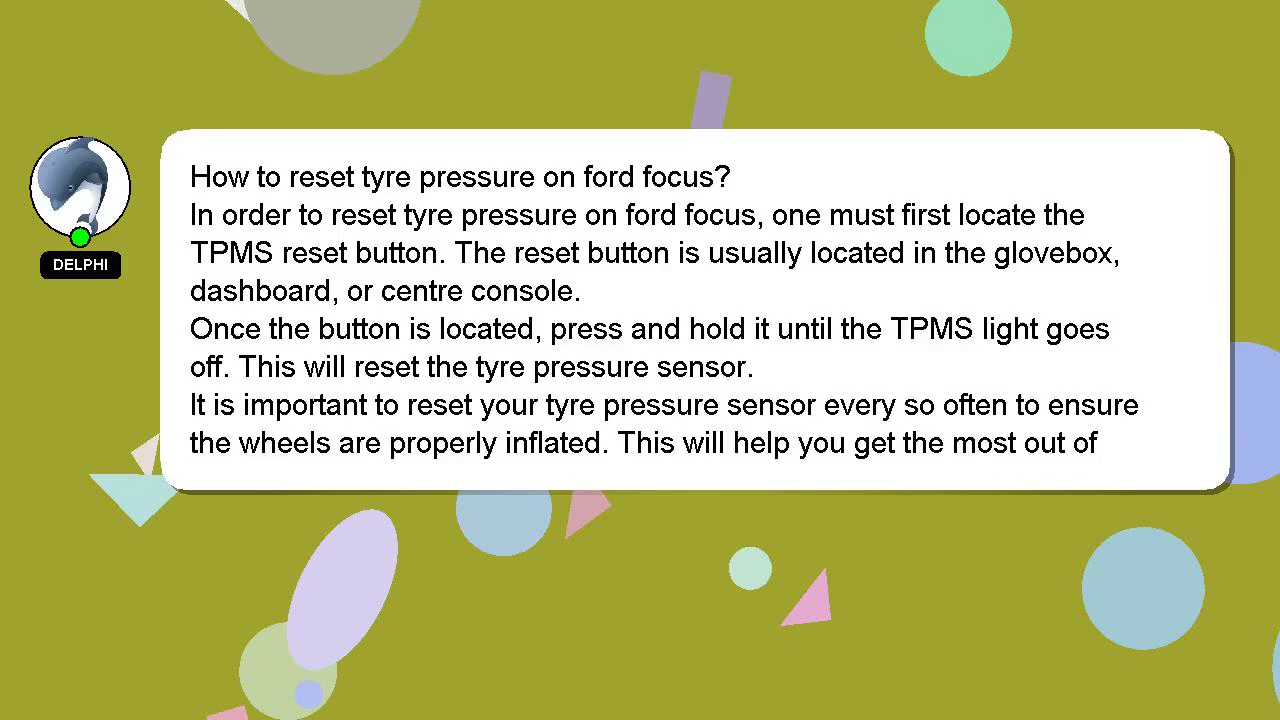 How to reset tyre pressure on ford focus?
In order to reset tyre pressure on ford focus, one must first locate the
TPMS reset button. The reset button is usually located in the glovebox,
dashboard, or centre console.
Once the button is located, press and hold it until the TPMS light goes
off. This will reset the tyre pressure sensor.
It is important to reset your tyre pressure sensor every so often to ensure
the wheels are properly inflated. This will help you get the most out of
DELPHI